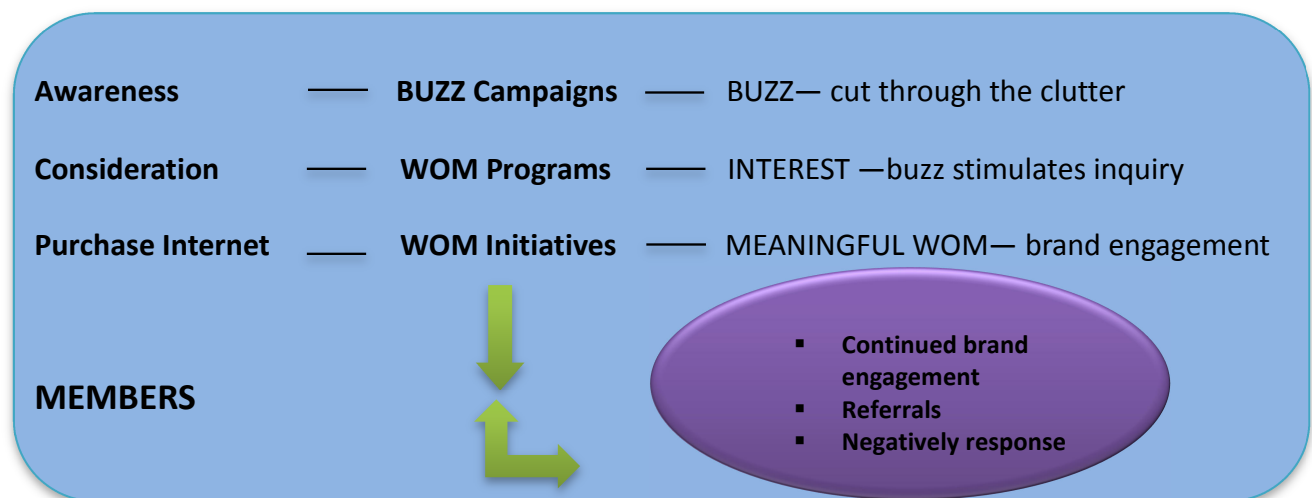 Awareness — BUZZ Campaigns — BUZZ— cut through the clutter
Consideration — WOM Programs — INTEREST —buzz stimulates inquiry
Purchase Internet — WOM Initiatives — MEANINGFUL WOM— brand engagement
MEMBERS
▪ Continued brand
engagement
▪ Referrals
▪ Negatively response